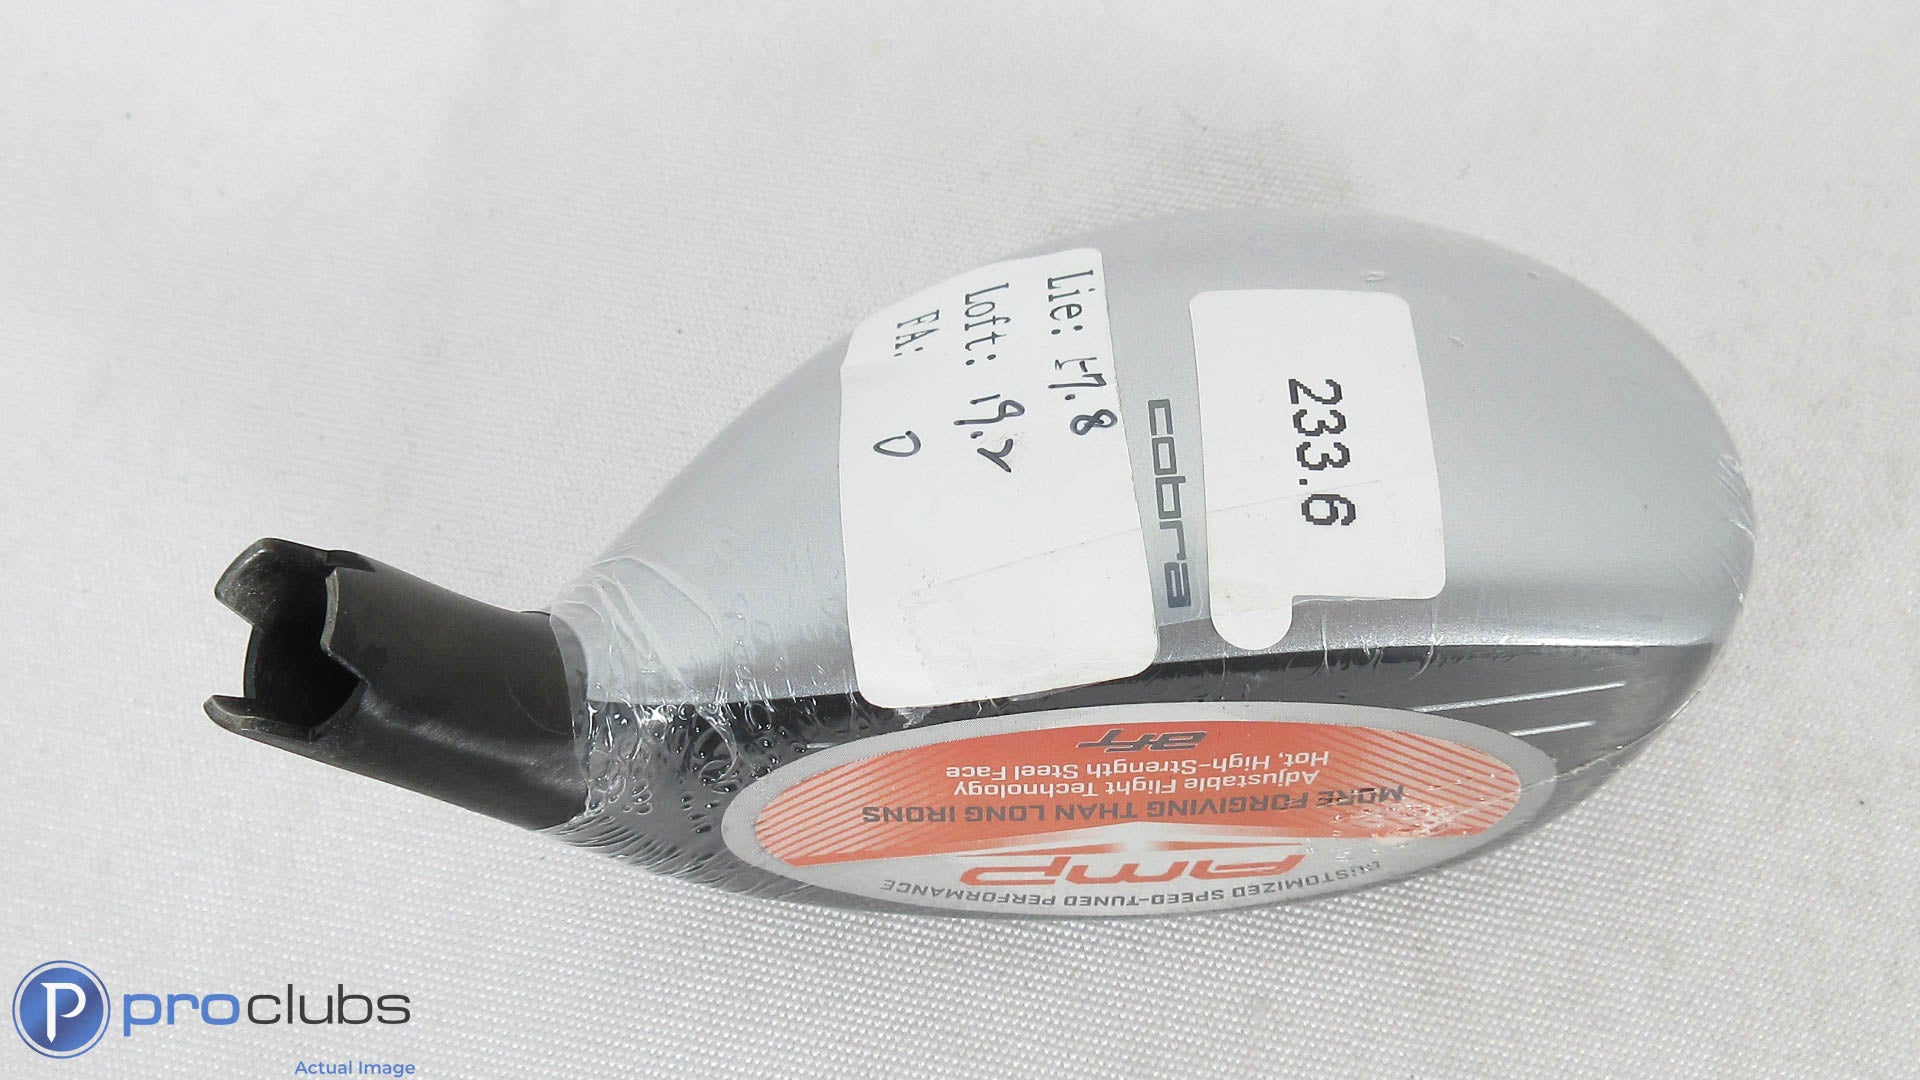 Lie: 57.8
Loft: 19.2
FA: 0
cobra
233.6
CUSTOMIZED SPEED-TUNED PERFORMANCE
AMP
MORE FORGIVING THAN LONG IRONS
Adjustable Flight Technology
Hot, High-Strength Steel Face
aft
P proclubs
Actual Image